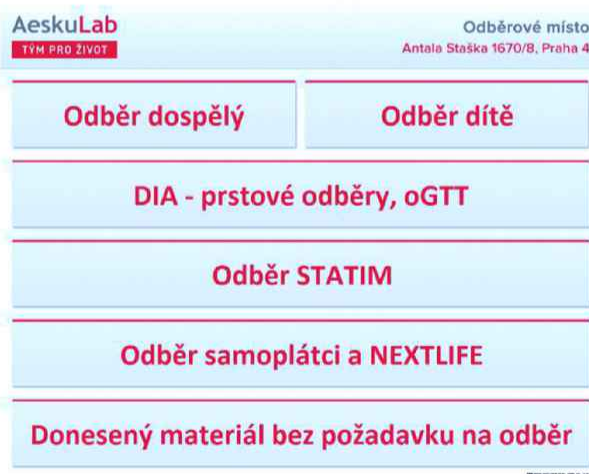 AeskuLab
TÝM PRO ŽIVOT
Odběrové místo
Antala Staška 1670/8, Praha 4
Odběr dospělý
Odběr dítě
DIA - prstové odběry, oGTT
Odběr STATIM
Odběr samoplátci a NEXTLIFE
Donesený materiál bez požadavku na odběr